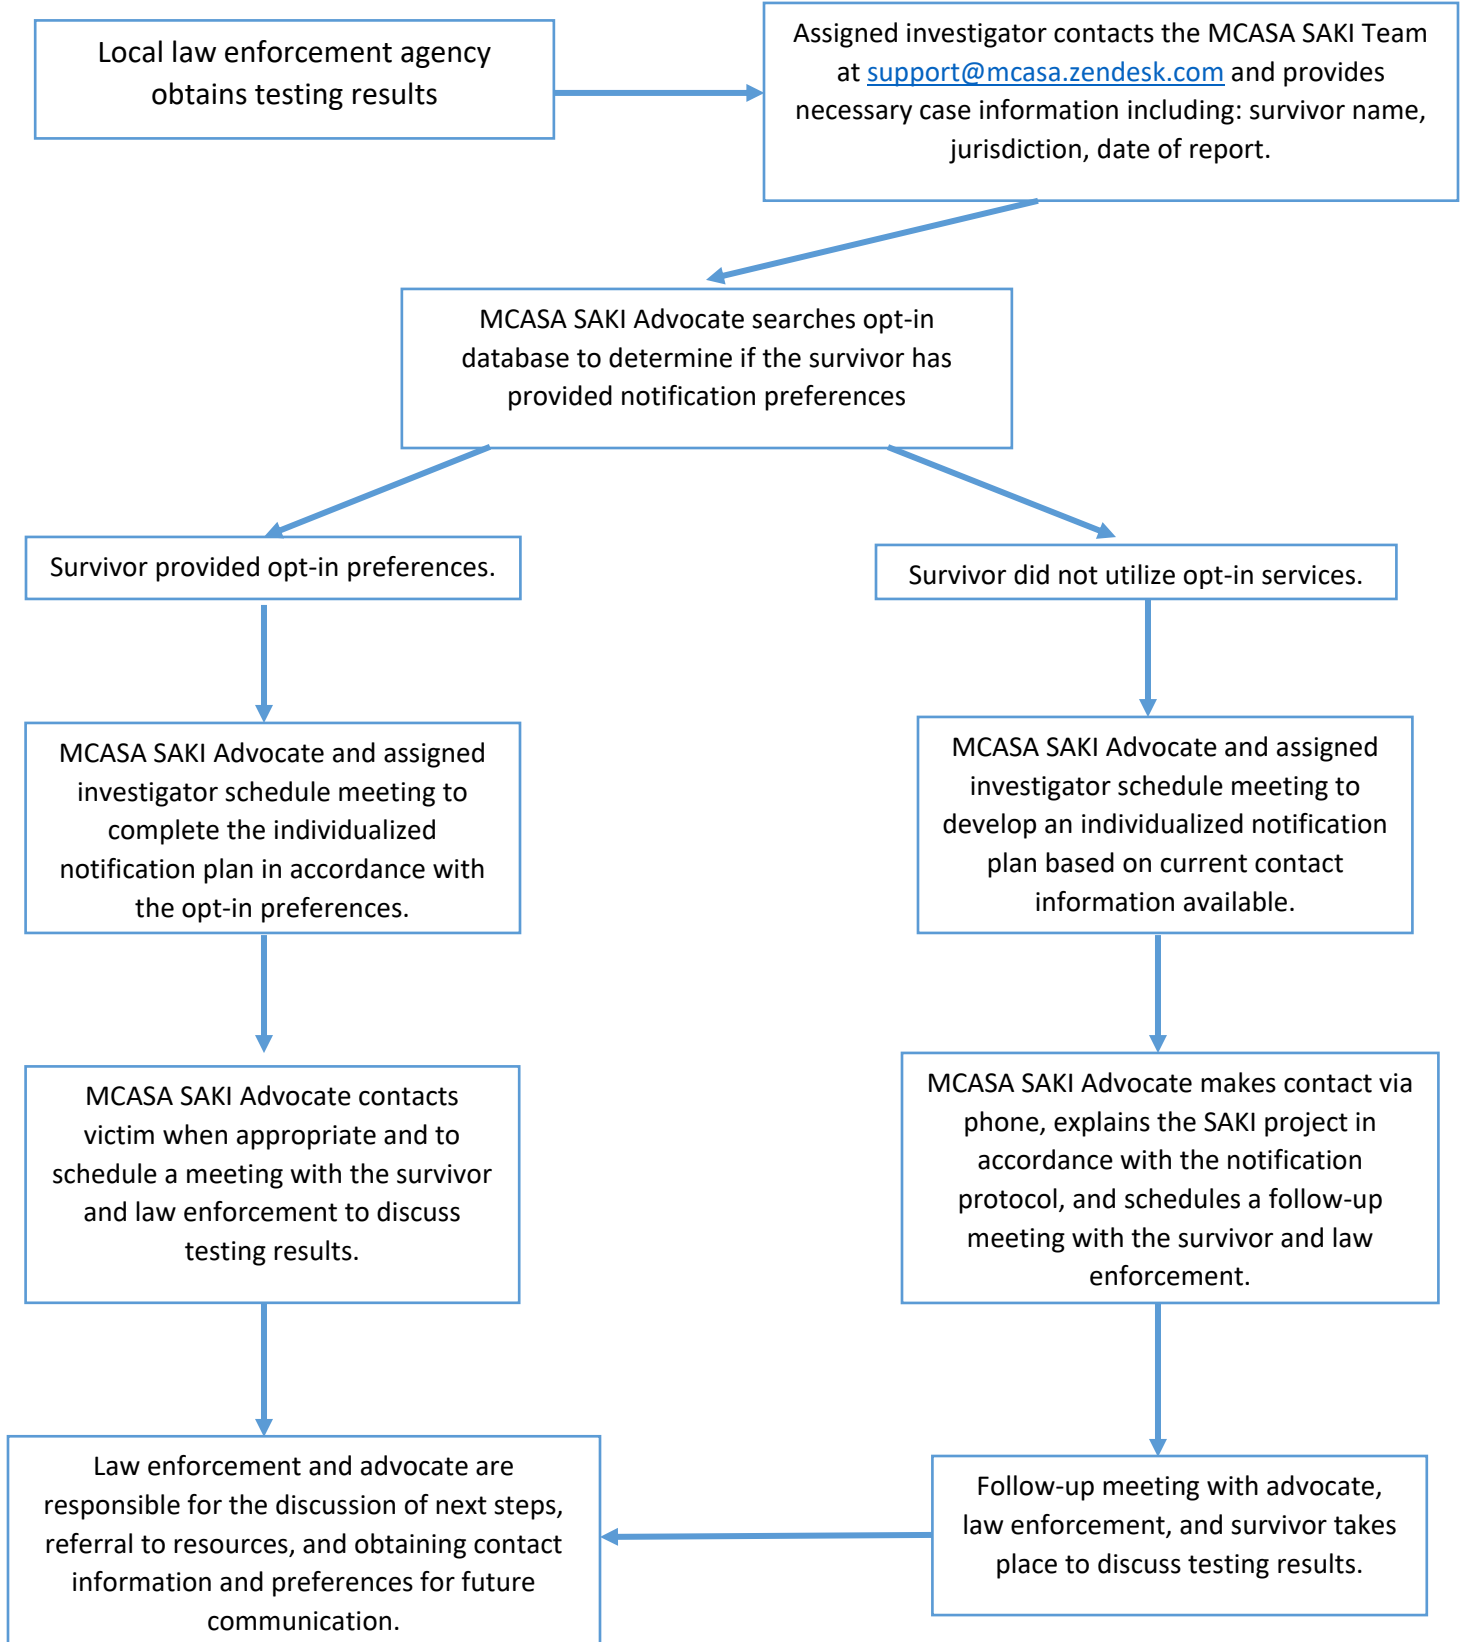 Local law enforcement agency
obtains testing results
Assigned investigator contacts the MCASA SAKI Team
at support@mcasa.zendesk.com and provides
necessary case information including: survivor name,
jurisdiction, date of report.
MCASA SAKI Advocate searches opt-in
database to determine if the survivor has
provided notification preferences
Survivor provided opt-in preferences.
Survivor did not utilize opt-in services.
MCASA SAKI Advocate and assigned
investigator schedule meeting to
complete the individualized
notification plan in accordance with
the opt-in preferences.
MCASA SAKI Advocate and assigned
investigator schedule meeting to
develop an individualized notification
plan based on current contact
information available.
MCASA SAKI Advocate contacts
victim when appropriate and to
schedule a meeting with the survivor
and law enforcement to discuss
testing results.
MCASA SAKI Advocate makes contact via
phone, explains the SAKI project in
accordance with the notification
protocol, and schedules a follow-up
meeting with the survivor and law
enforcement.
Law enforcement and advocate are
responsible for the discussion of next steps,
referral to resources, and obtaining contact
information and preferences for future
communication.
Follow-up meeting with advocate,
law enforcement, and survivor takes
place to discuss testing results.